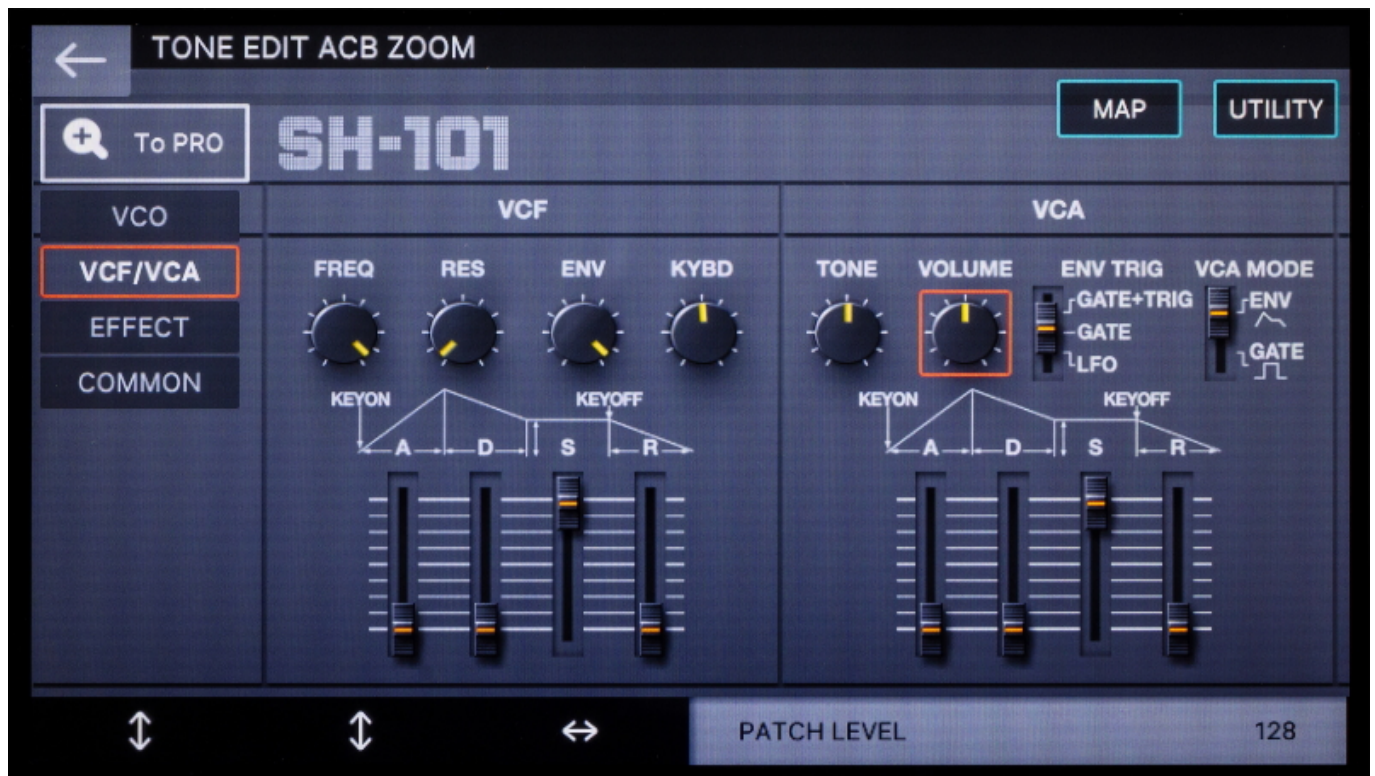 TONE EDIT ACB ZOOM
MAP
UTILITY
To PRO
SH-101
VCO
VCF/VCA
EFFECT
COMMON
VCF
FREQ RES ENV KYBD
KEYON KEYOFF
A D S R
VCA
TONE VOLUME ENV TRIG VCA MODE
GATE+TRIG
GATE
LFO
ENV
GATE
KEYON KEYOFF
A D S R
PATCH LEVEL 128